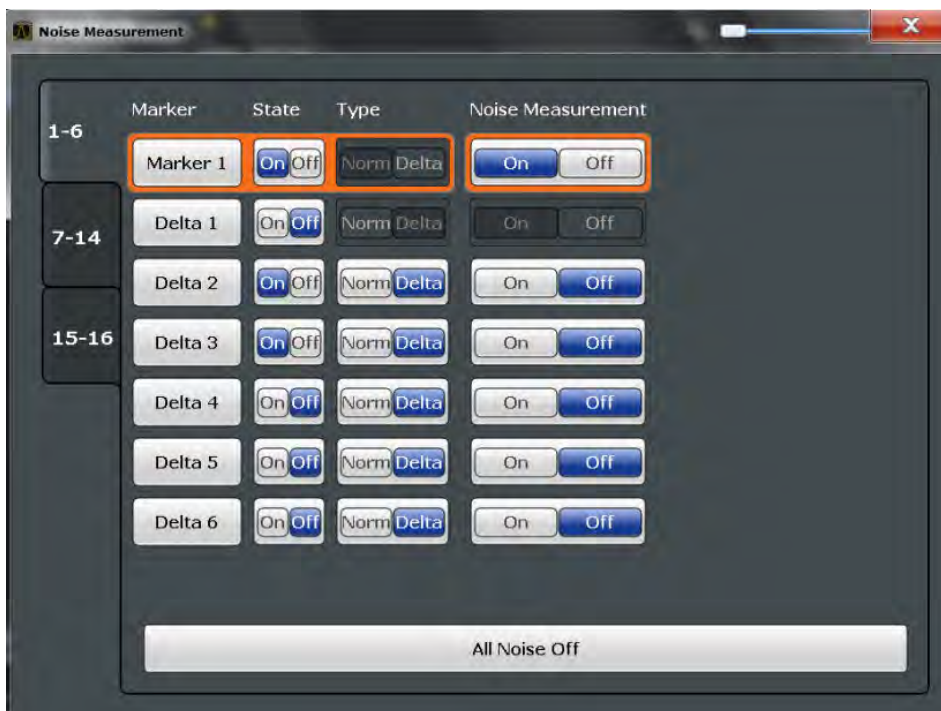 Noise Measurement
X
1-6
7-14
15-16
Marker State Type Noise Measurement
Marker 1 On Off Norm Delta On Off
Delta 1 On Off Norm Delta On Off
Delta 2 On Off Norm Delta On Off
Delta 3 On Off Norm Delta On Off
Delta 4 On Off Norm Delta On Off
Delta 5 On Off Norm Delta On Off
Delta 6 On Off Norm Delta On Off
All Noise Off